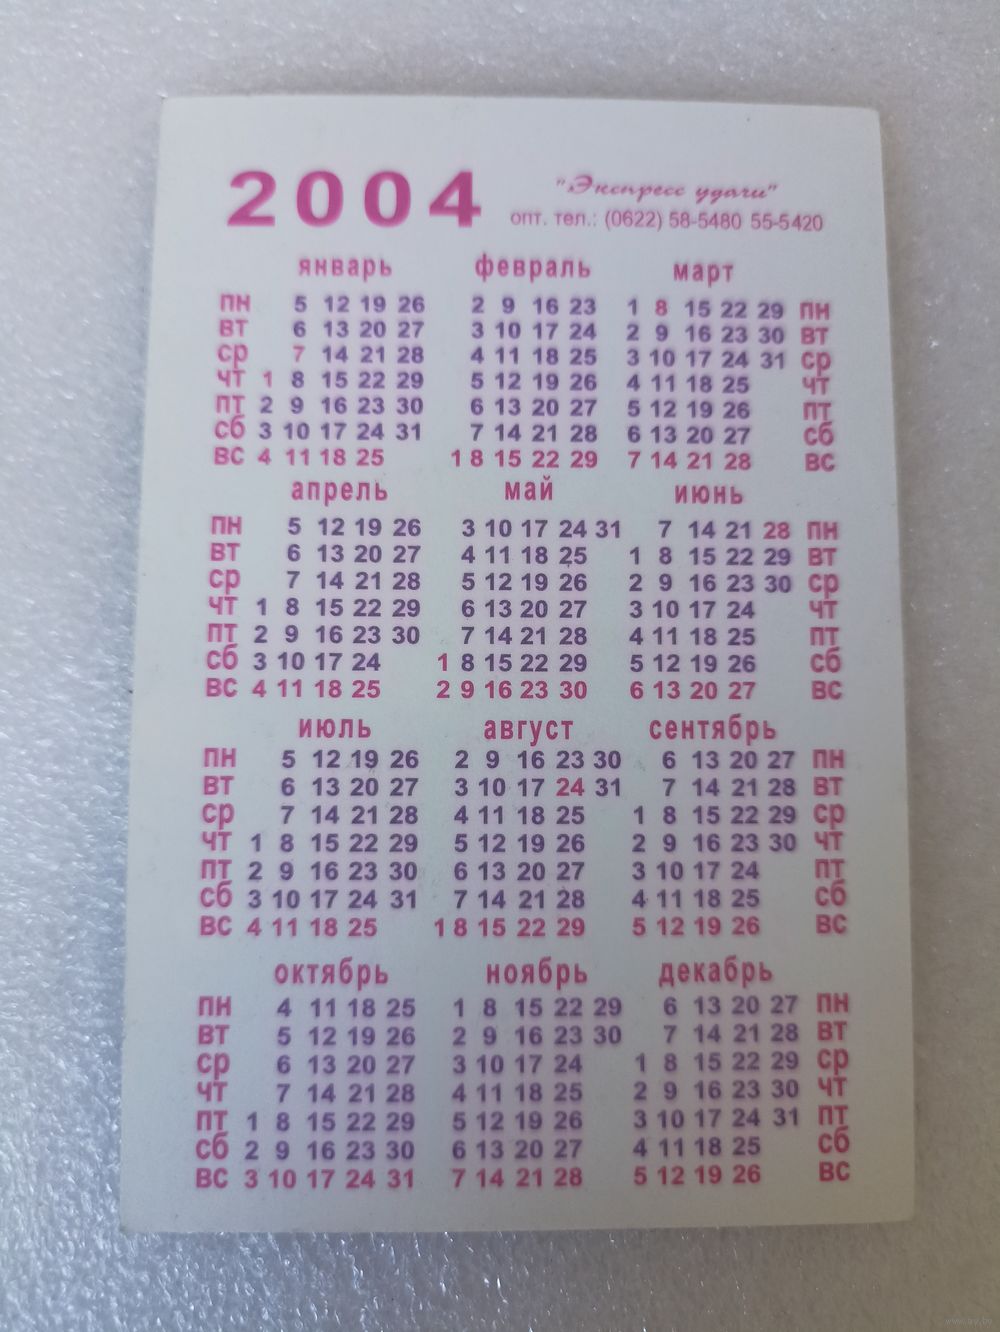 2004 "Экспресс удачи"
опт. тел.: (0622) 58-5480 55-5420
январь февраль март
пн 5 12 19 26 2 9 16 23 1 8 15 22 29 пн
вт 6 13 20 27 3 10 17 24 2 9 16 23 30 вт
ср 7 14 21 28 4 11 18 25 3 10 17 24 31 ср
чт 1 8 15 22 29 5 12 19 26 4 11 18 25 чт
пт 2 9 16 23 30 6 13 20 27 5 12 19 26 пт
сб 3 10 17 24 31 7 14 21 28 6 13 20 27 сб
вс 4 11 18 25 1 8 15 22 29 7 14 21 28 вс
апрель май июнь
пн 5 12 19 26 3 10 17 24 31 7 14 21 28 пн
вт 6 13 20 27 4 11 18 25 1 8 15 22 29 вт
ср 7 14 21 28 5 12 19 26 2 9 16 23 30 ср
чт 1 8 15 22 29 6 13 20 27 3 10 17 24 чт
пт 2 9 16 23 30 7 14 21 28 4 11 18 25 пт
сб 3 10 17 24 1 8 15 22 29 5 12 19 26 сб
вс 4 11 18 25 2 9 16 23 30 6 13 20 27 вс
июль август сентябрь
пн 5 12 19 26 2 9 16 23 30 6 13 20 27 пн
вт 6 13 20 27 3 10 17 24 31 7 14 21 28 вт
ср 7 14 21 28 4 11 18 25 1 8 15 22 29 ср
чт 1 8 15 22 29 5 12 19 26 2 9 16 23 30 чт
пт 2 9 16 23 30 6 13 20 27 3 10 17 24 пт
сб 3 10 17 24 31 7 14 21 28 4 11 18 25 сб
вс 4 11 18 25 1 8 15 22 29 5 12 19 26 вс
октябрь ноябрь декабрь
пн 4 11 18 25 1 8 15 22 29 6 13 20 27 пн
вт 5 12 19 26 2 9 16 23 30 7 14 21 28 вт
ср 6 13 20 27 3 10 17 24 1 8 15 22 29 ср
чт 7 14 21 28 4 11 18 25 2 9 16 23 30 чт
пт 1 8 15 22 29 5 12 19 26 3 10 17 24 31 пт
сб 2 9 16 23 30 6 13 20 27 4 11 18 25 сб
вс 3 10 17 24 31 7 14 21 28 5 12 19 26 вс